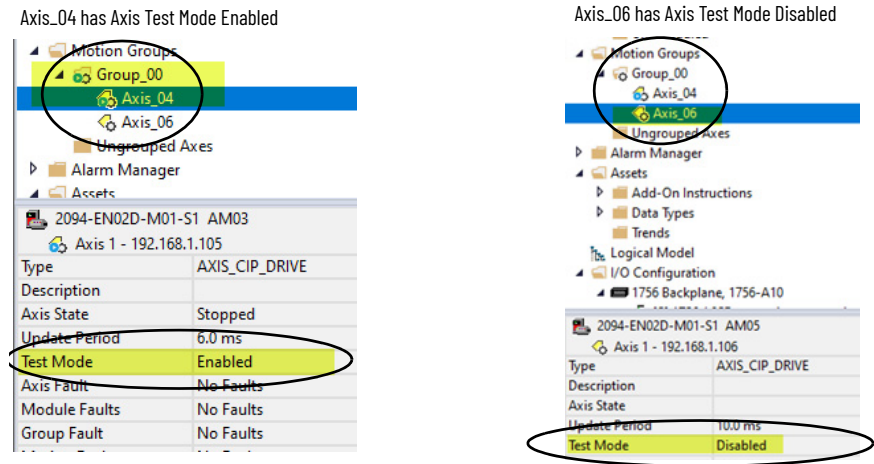 Axis_04 has Axis Test Mode Enabled
Motion Groups
Group_00
Axis_04
Axis_06
Ungrouped Axes
Alarm Manager
Assets
2094-EN02D-M01-S1 AM03
Axis 1 - 192.168.1.105
Type AXIS_CIP_DRIVE
Description
Axis State Stopped
Update Period 6.0 ms
Test Mode Enabled
Axis Fault No Faults
Module Faults No Faults
Group Fault No Faults
Axis_06 has Axis Test Mode Disabled
Motion Groups
Group_00
Axis_04
Axis_06
Ungrouped Axes
Alarm Manager
Assets
Add-On Instructions
Data Types
Trends
Logical Model
I/O Configuration
1756 Backplane, 1756-A10
2094-EN02D-M01-S1 AM05
Axis 1 - 192.168.1.106
Type AXIS_CIP_DRIVE
Description
Axis State
Update Period 10.0 ms
Test Mode Disabled